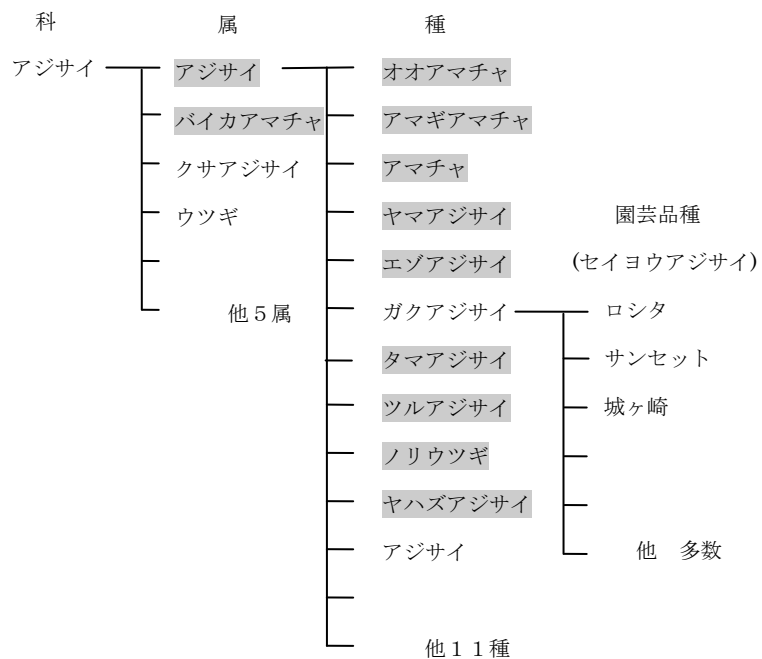 科 属 種
アジサイ アジサイ オオアマチャ
バイカアマチャ アマギアマチャ
クサアジサイ アマチャ
ウツギ ヤマアジサイ 園芸品種
エゾアジサイ (セイヨウアジサイ)
他5属 ガクアジサイ ロシタ
タマアジサイ サンセット
ツルアジサイ 城ヶ崎
ノリウツギ
ヤハズアジサイ
アジサイ 他 多数
他11種